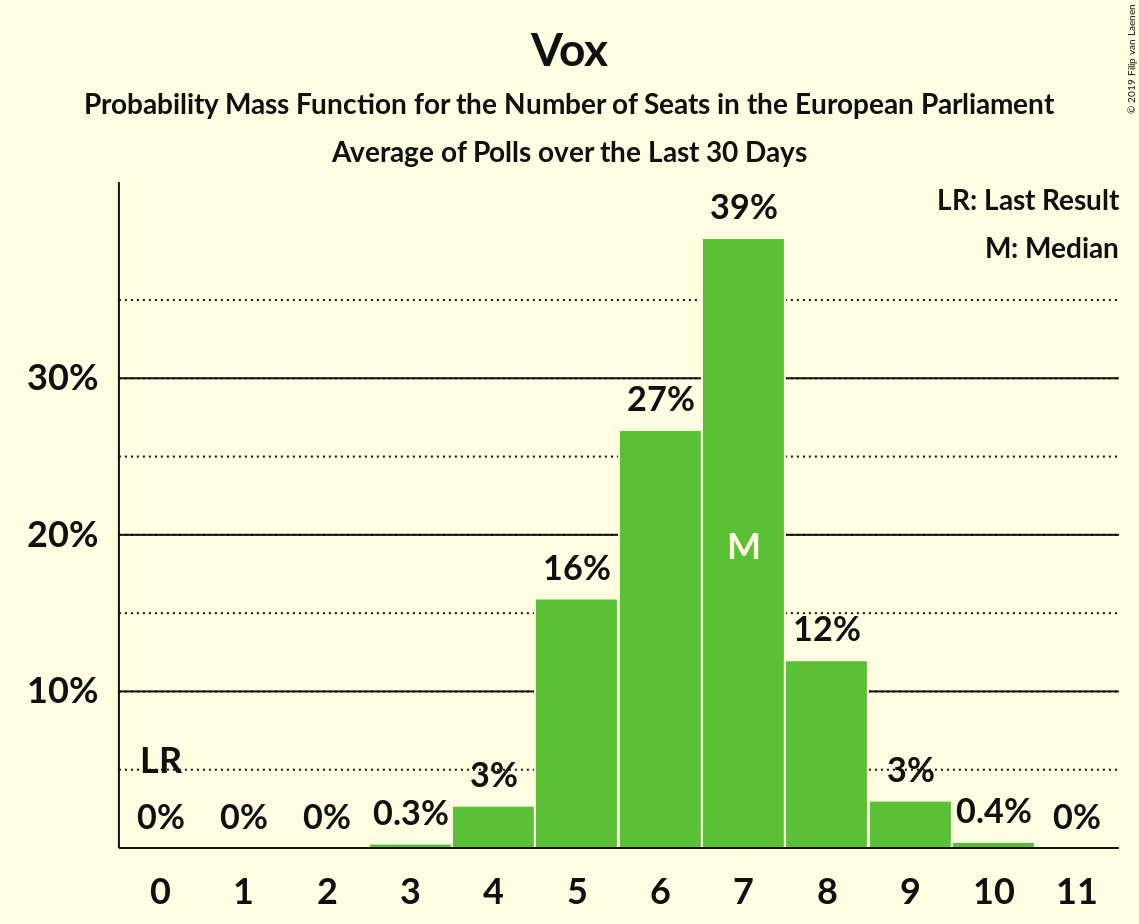 Vox
Probability Mass Function for the Number of Seats in the European Parliament
Average of Polls over the Last 30 Days
© 2019 Filip van Laenen
LR: Last Result
M: Median
39%
30%
27%
20%
M
16%
12%
10%
LR
0%
0%
0%
0.3%
3%
3%
0.4%
0%
0 1 2 3 4 5 6 7 8 9 10 11